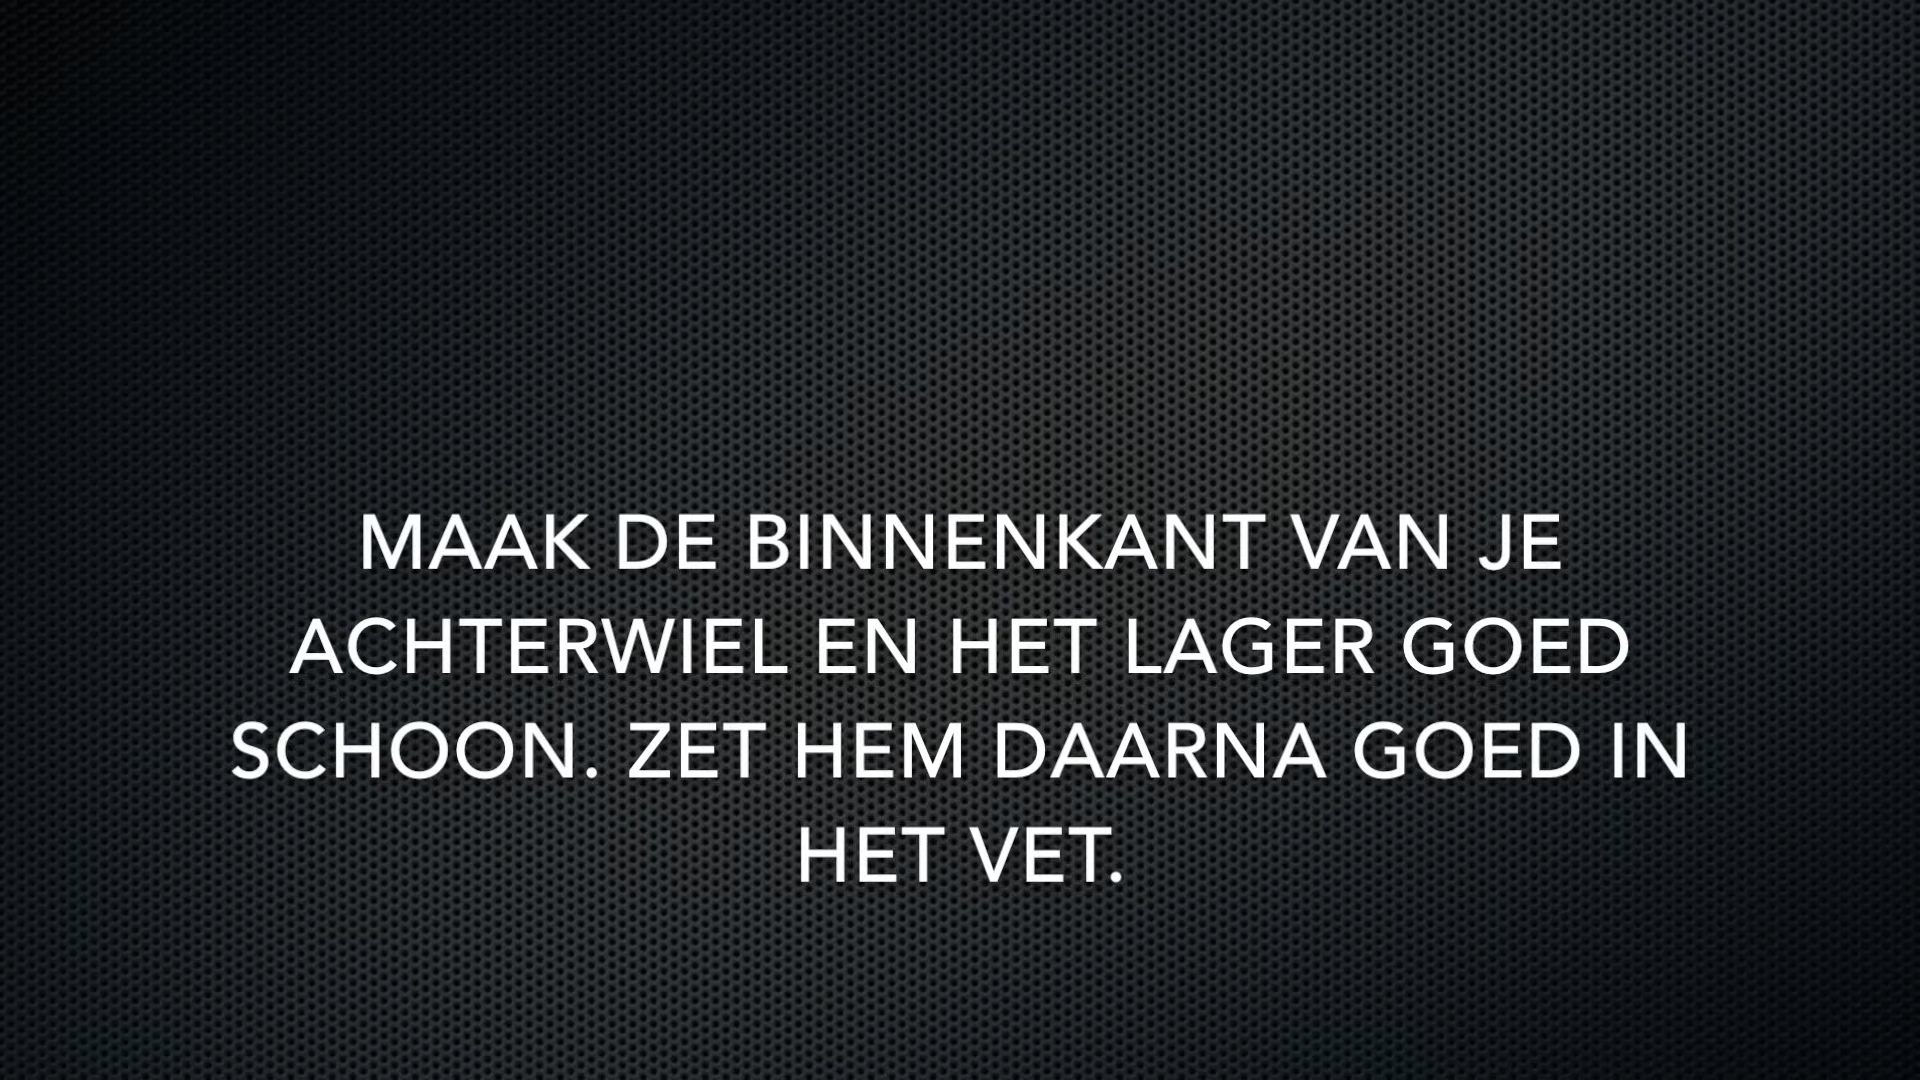 MAAK DE BINNENKANT VAN JE
ACHTERWIEL EN HET LAGER GOED
SCHOON. ZET HEM DAARNA GOED IN
HET VET.